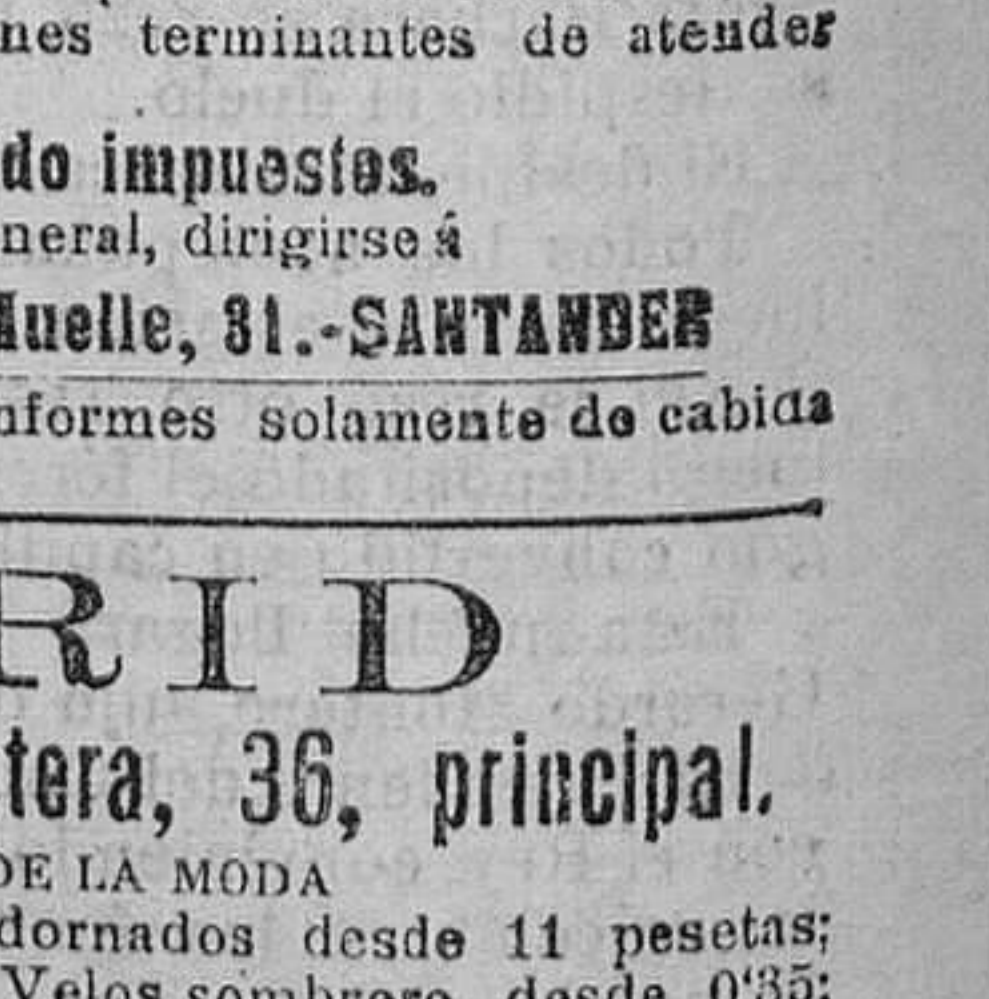 nes terminantes de atender
do impuestos.
neral, dirigirse á
Muelle, 31.-SANTANDER
nformes solamente de cabida
RID
tera, 36, principal.
DE LA MODA
dornados desde 11 pesetas;
Velos sombrero, desde 0'35;